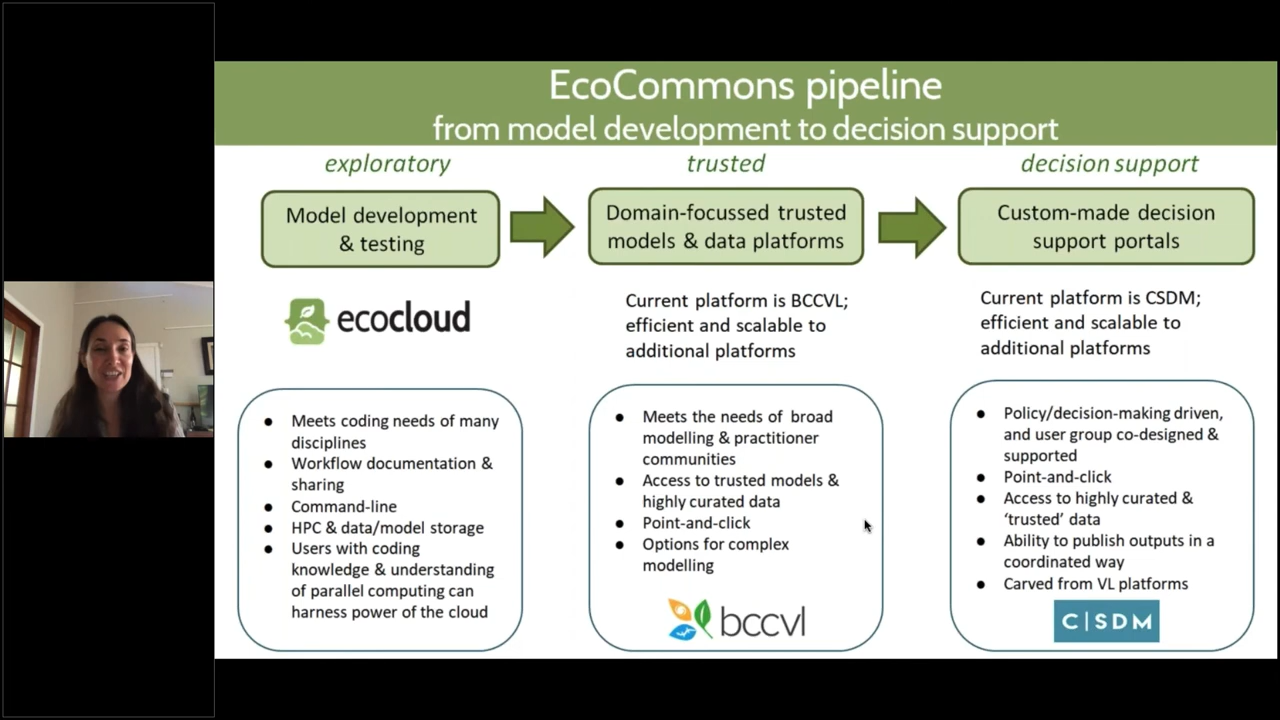 EcoCommons pipeline
from model development to decision support
exploratory
trusted
decision support
Model development
& testing
Domain-focussed trusted
models & data platforms
Custom-made decision
support portals
ecocloud
Current platform is BCCVL;
efficient and scalable to
additional platforms
Current platform is CSDM;
efficient and scalable to
additional platforms
● Meets coding needs of many
disciplines
● Workflow documentation &
sharing
● Command-line
● HPC & data/model storage
● Users with coding
knowledge & understanding
of parallel computing can
harness power of the cloud
● Meets the needs of broad
modelling & practitioner
communities
● Access to trusted models &
highly curated data
● Point-and-click
● Options for complex
modelling
bccvl
● Policy/decision-making driven,
and user group co-designed &
supported
● Point-and-click
● Access to highly curated &
‘trusted’ data
● Ability to publish outputs in a
coordinated way
● Carved from VL platforms
C|SDM